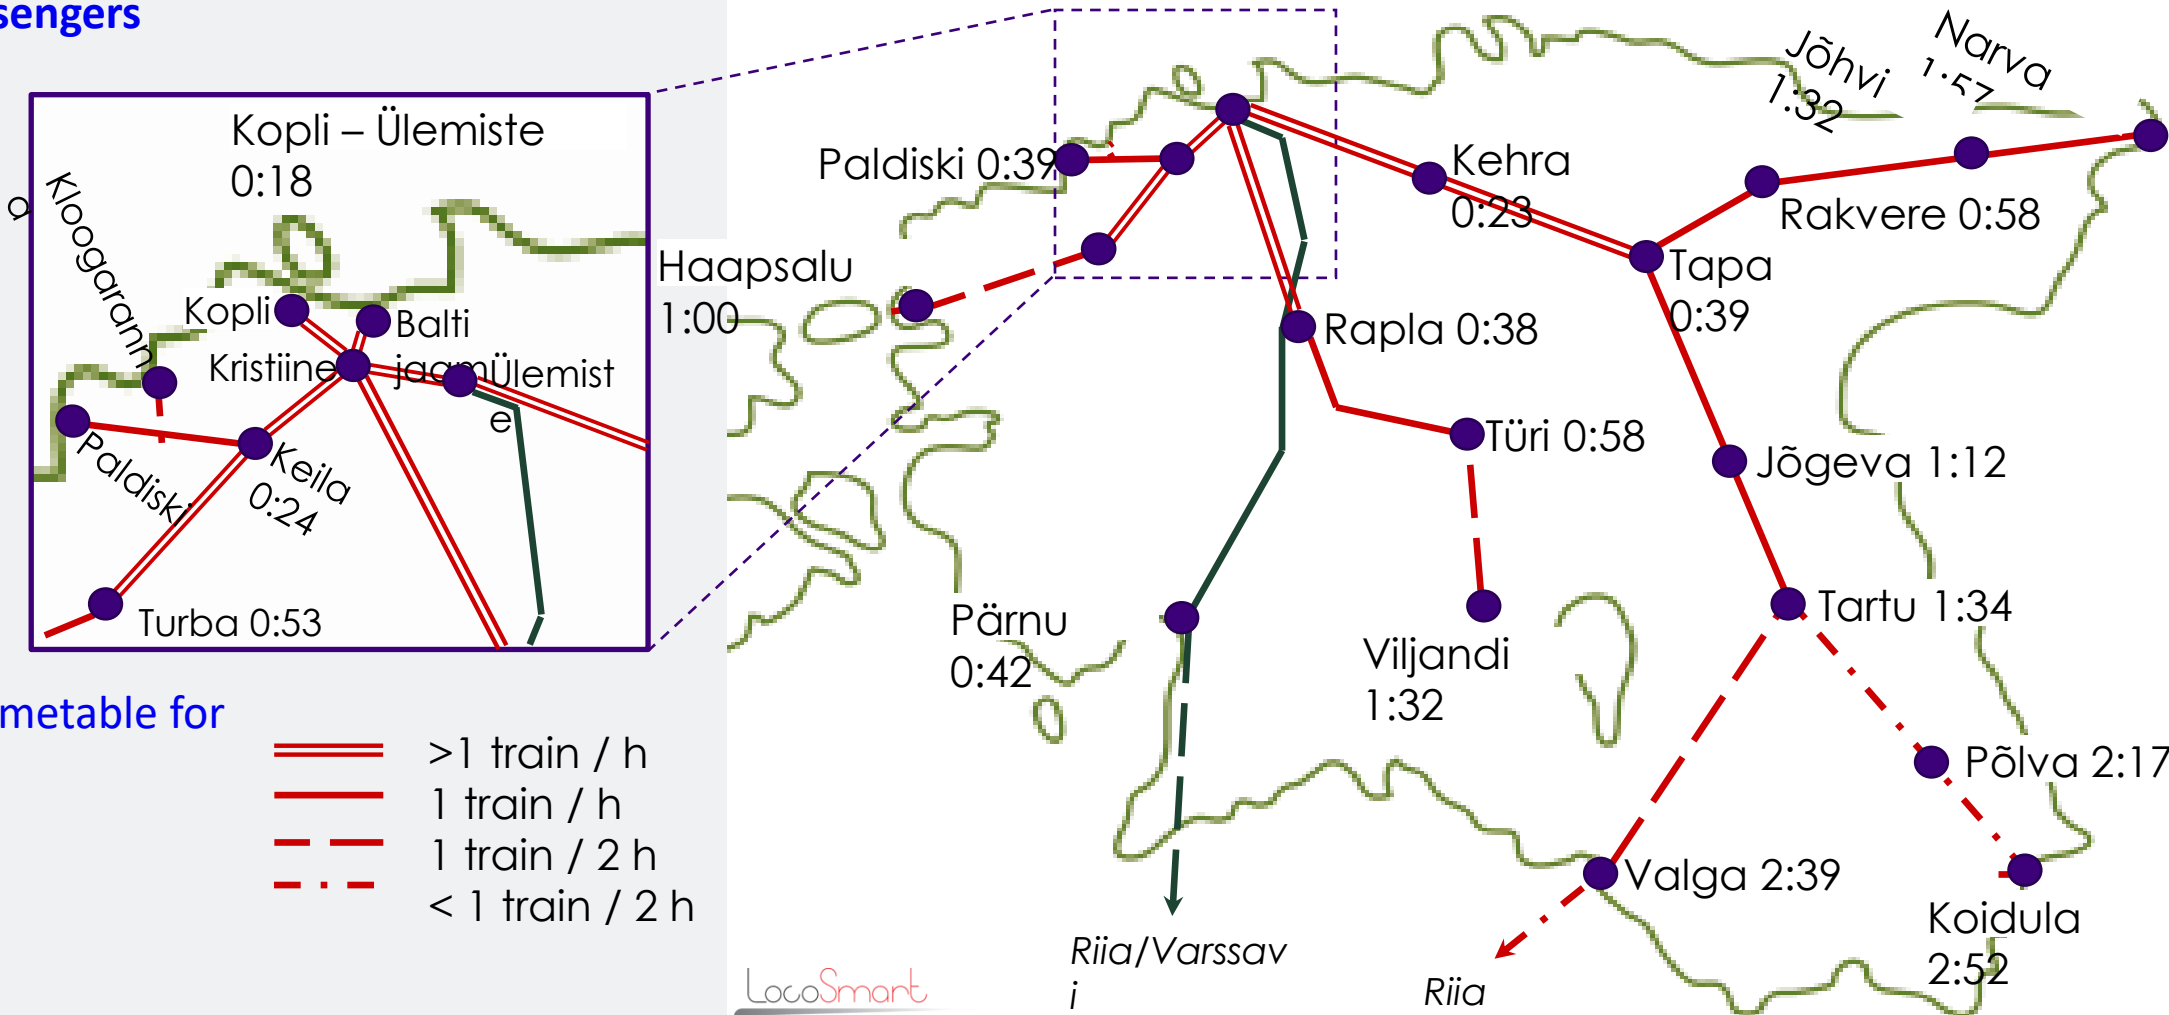 sengers
Kopli – Ülemiste
0:18
Kloogarann
a
Kopli
Balti
jaam
Kristiine
Ülemist
e
Paldiski
Keila
0:24
Turba 0:53
metable for
>1 train / h
1 train / h
1 train / 2 h
< 1 train / 2 h
Paldiski 0:39
Haapsalu
1:00
Kehra
0:23
Jõhvi
1:32
Narva
1:57
Rakvere 0:58
Tapa
0:39
Rapla 0:38
Türi 0:58
Jõgeva 1:12
Tartu 1:34
Pärnu
0:42
Viljandi
1:32
Põlva 2:17
Valga 2:39
Koidula
2:52
Riia/Varssav
i
Riia
LocoSmart